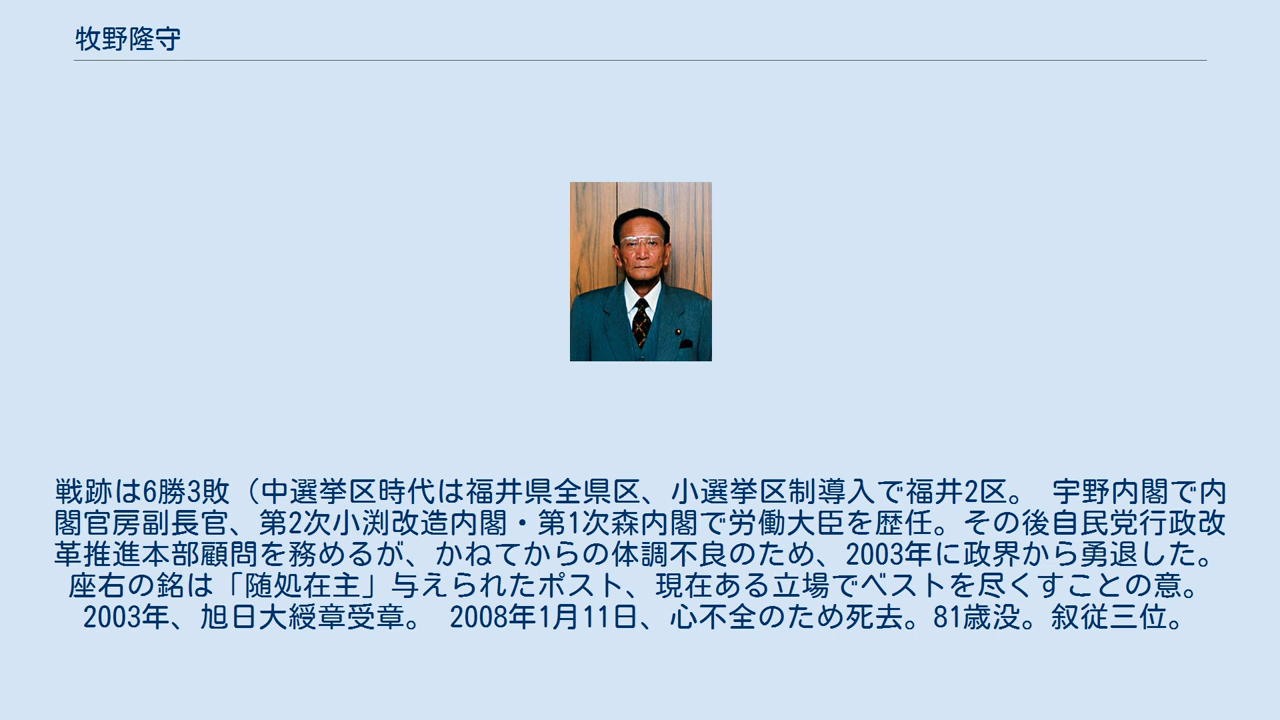 牧野隆守
戦跡は6勝3敗（中選挙区時代は福井県全県区、小選挙区制導入で福井2区。 宇野内閣で内
閣官房副長官、第2次小渕改造内閣・第1次森内閣で労働大臣を歴任。その後自民党行政改
革推進本部顧問を務めるが、かねてからの体調不良のため、2003年に政界から勇退した。
座右の銘は「随処在主」与えられたポスト、現在ある立場でベストを尽くすことの意。
2003年、旭日大綬章受章。 2008年1月11日、心不全のため死去。81歳没。叙従三位。